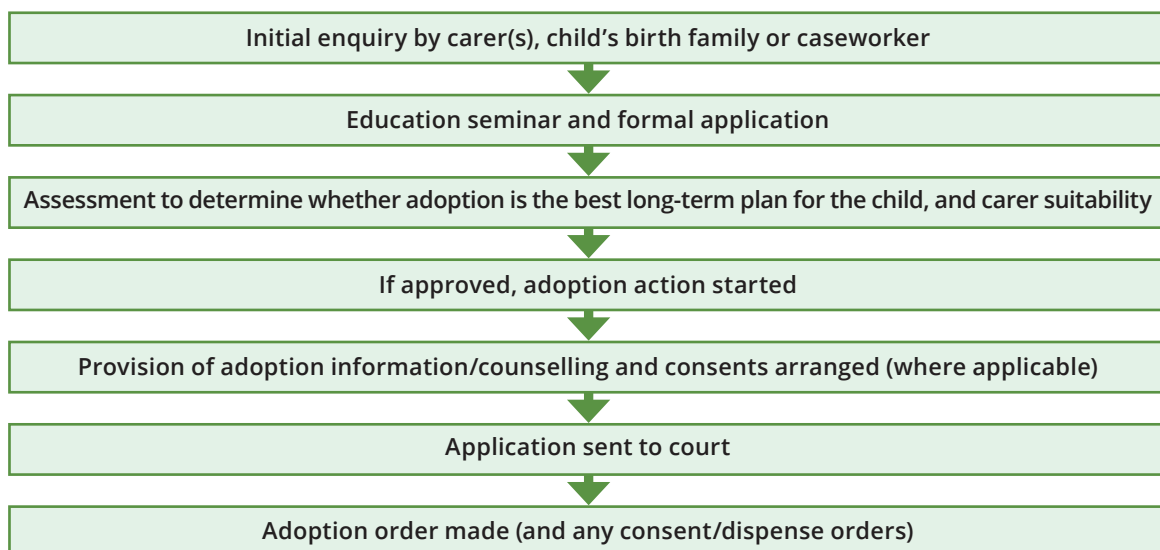 Initial enquiry by carer(s), child’s birth family or caseworker
Education seminar and formal application
Assessment to determine whether adoption is the best long-term plan for the child, and carer suitability
If approved, adoption action started
Provision of adoption information/counselling and consents arranged (where applicable)
Application sent to court
Adoption order made (and any consent/dispense orders)